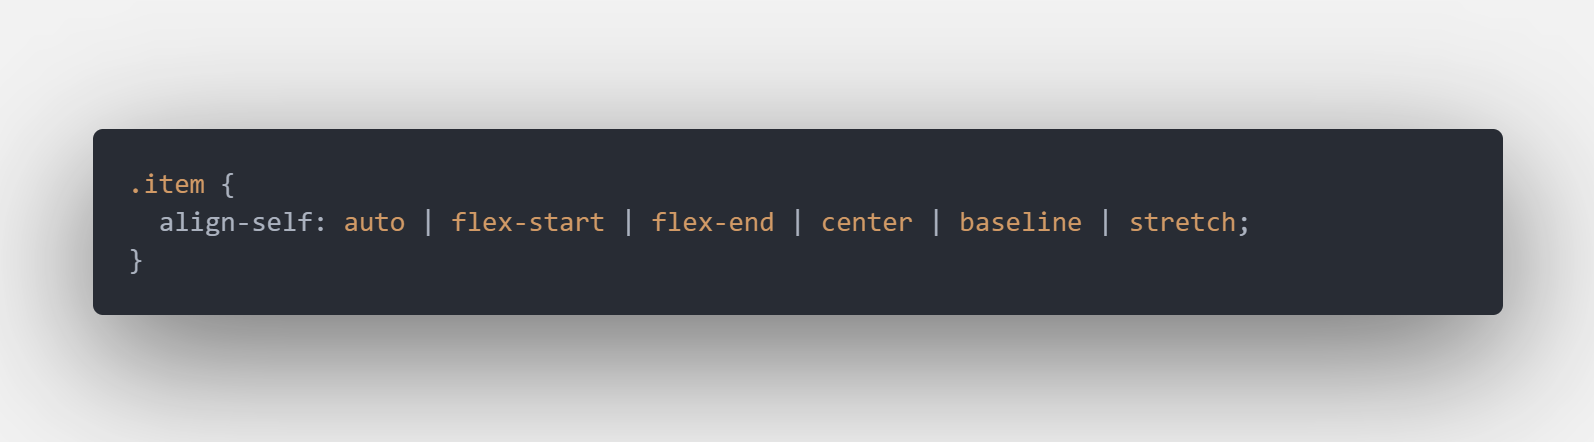 .item {
  align-self: auto | flex-start | flex-end | center | baseline | stretch;
}